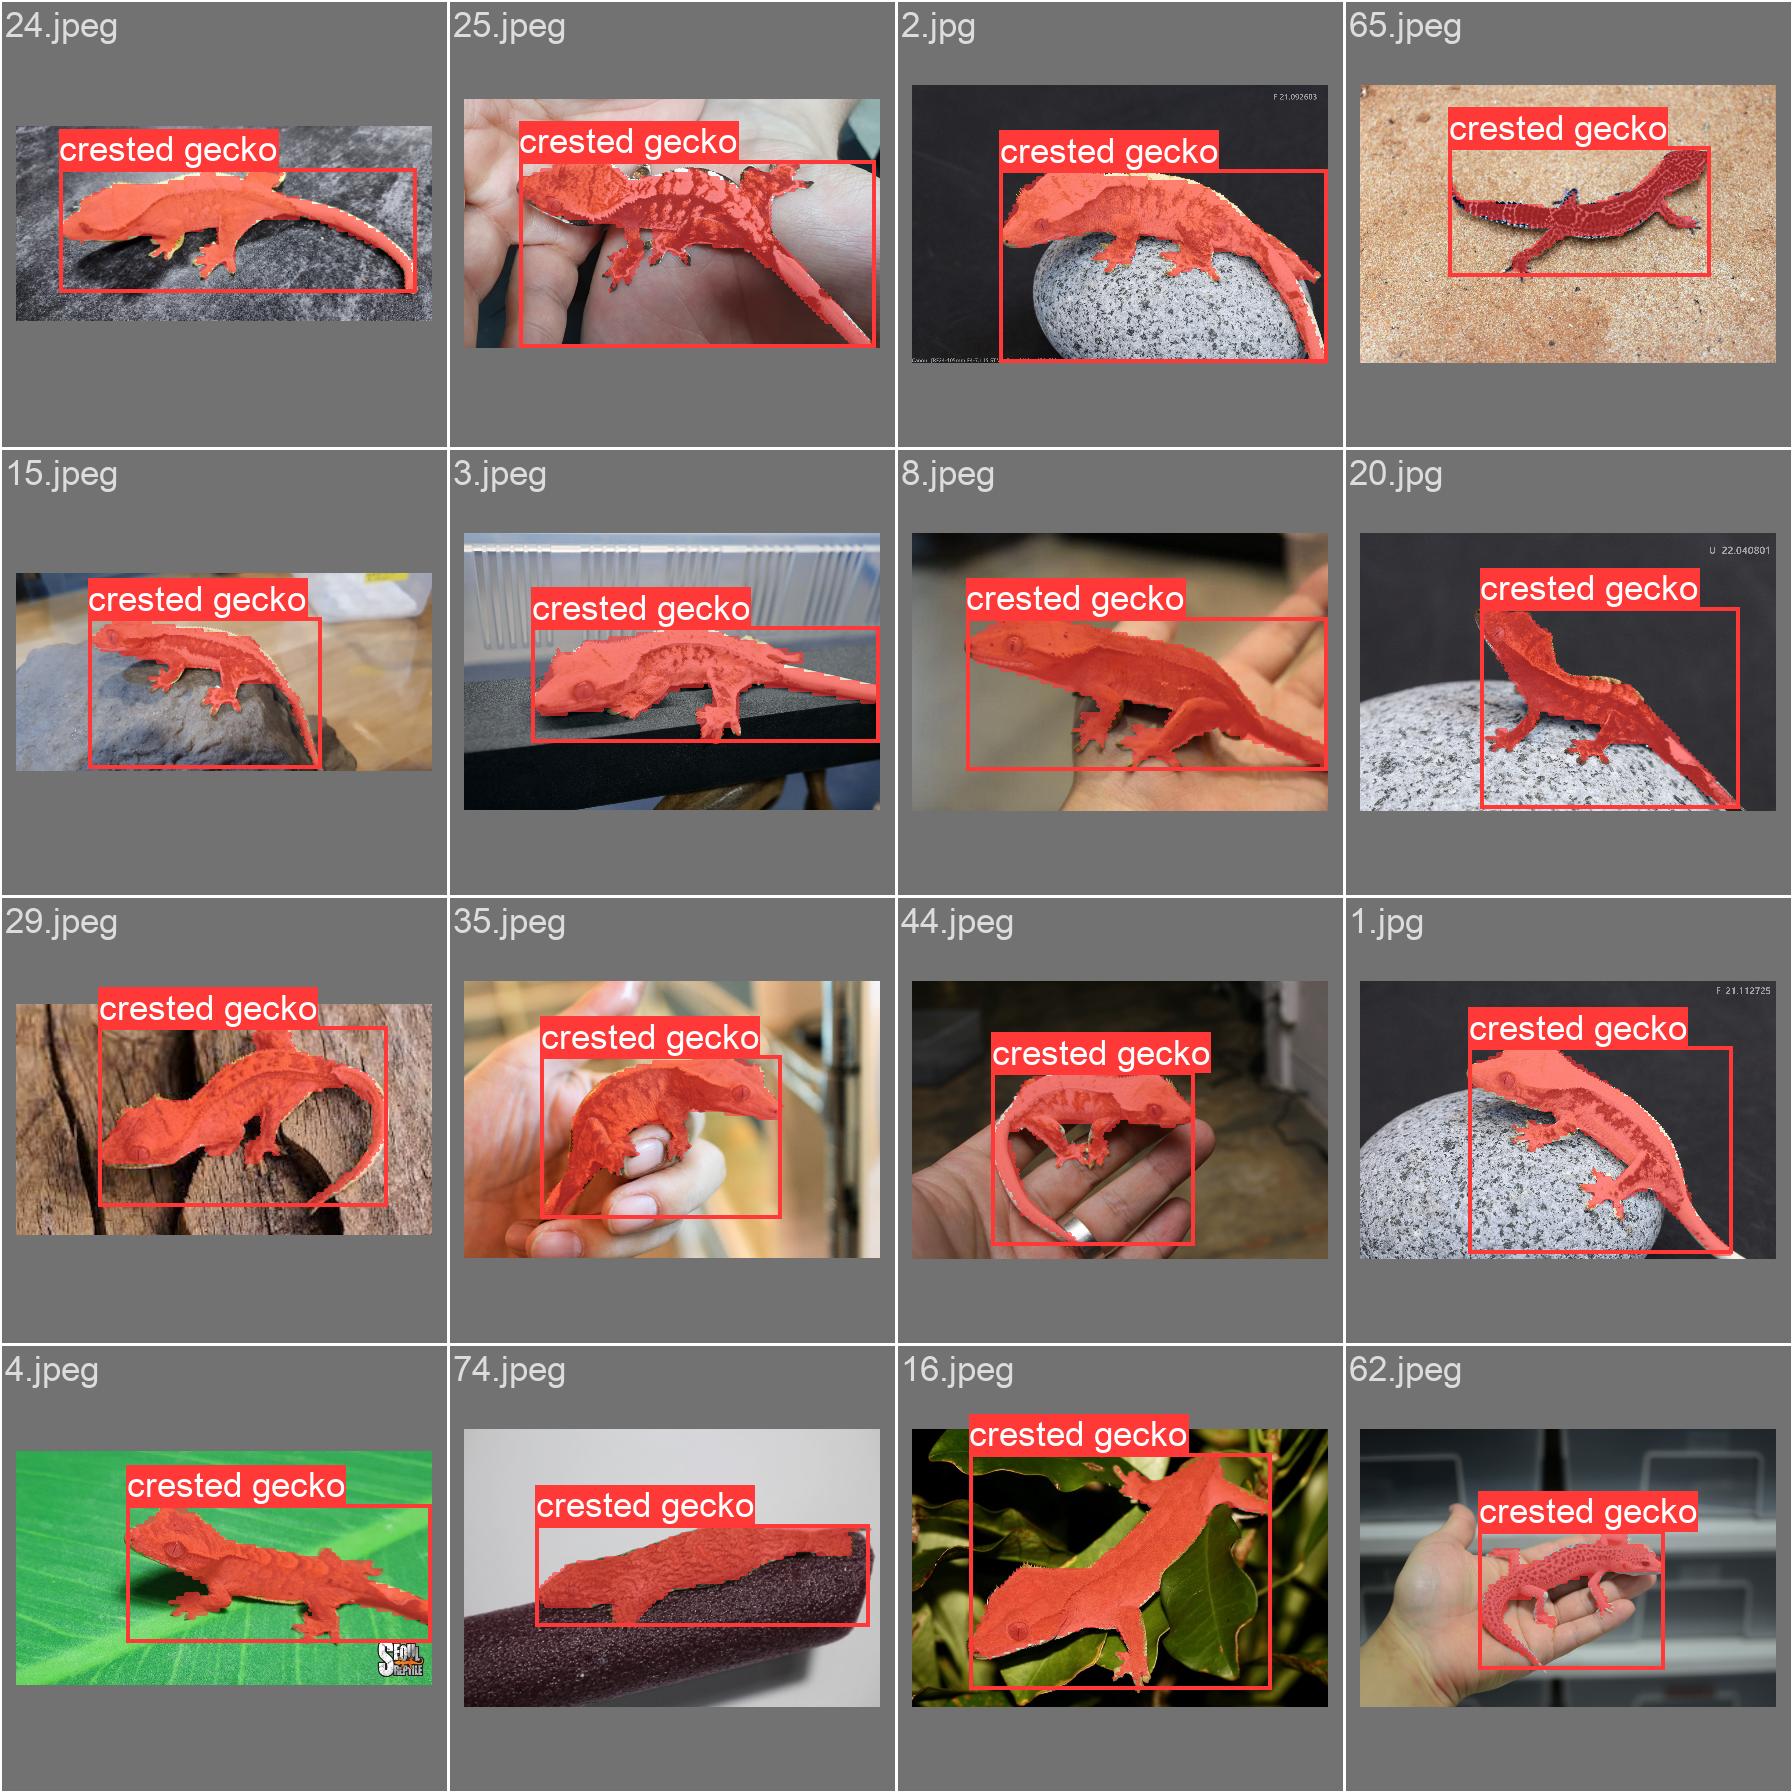 24.jpeg
25.jpeg
2.jpg
65.jpeg
F 21.092603
crested gecko
crested gecko
crested gecko
crested gecko
15.jpeg
3.jpeg
8.jpeg
20.jpg
U 22.040801
crested gecko
crested gecko
crested gecko
crested gecko
29.jpeg
35.jpeg
44.jpeg
1.jpg
F 21.112725
crested gecko
crested gecko
crested gecko
crested gecko
4.jpeg
74.jpeg
16.jpeg
62.jpeg
crested gecko
crested gecko
crested gecko
crested gecko
SEOUL
REPTILE